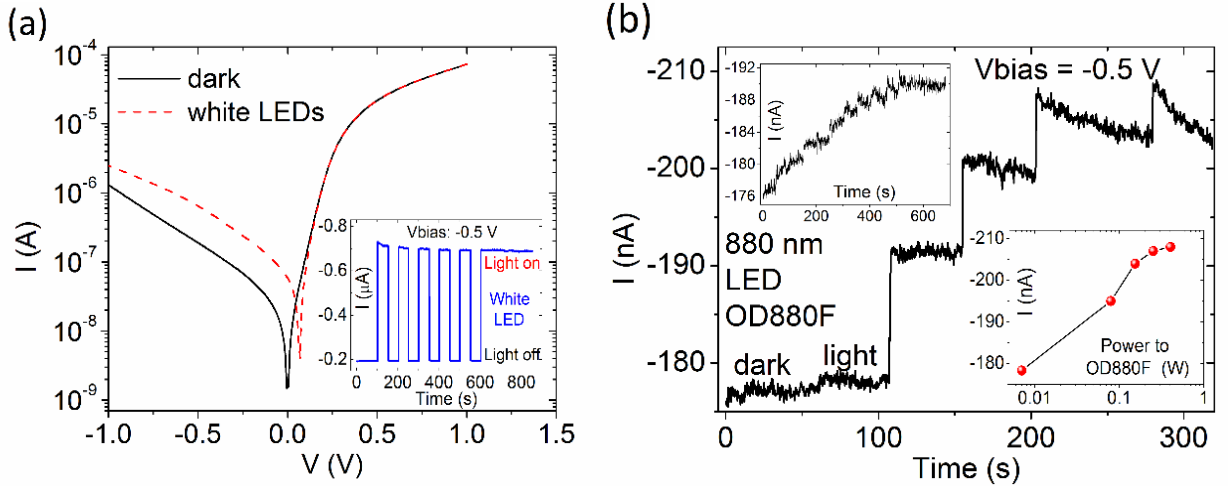 (a)
10⁻⁴
10⁻⁵
10⁻⁶
10⁻⁷
10⁻⁸
10⁻⁹
I (A)
dark
white LEDs
-1.0 -0.5 0.0 0.5 1.0 1.5
V (V)
-0.8
-0.6
-0.4
-0.2
I (μA)
Vbias: -0.5 V
Light on
White
LED
Light off
0 200 400 600 800
Time (s)
(b)
-210
-200
-190
-180
I (nA)
Vbias = -0.5 V
-192
-188
-184
-180
-176
I (nA)
0 200 400 600
Time (s)
880 nm
LED
OD880F
dark
light
-210
-200
-190
-180
I (nA)
Power to
OD880F (W)
0.01 0.1 1
0 100 200 300
Time (s)